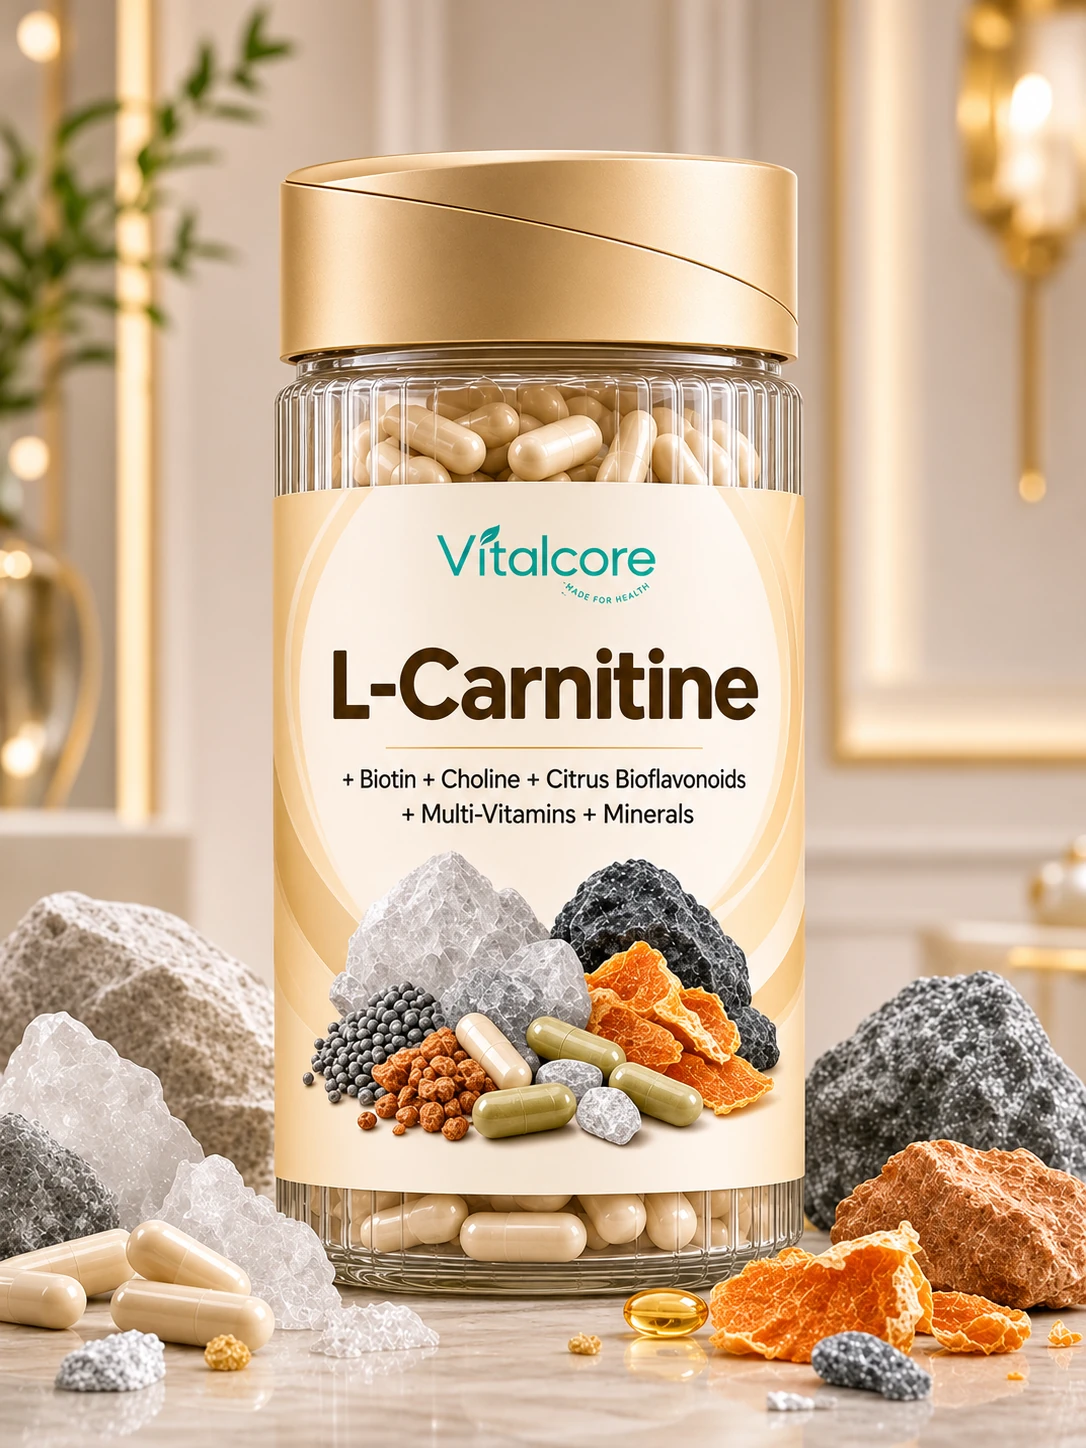 Vitalcore
MADE FOR HEALTH
L-Carnitine
+ Biotin + Choline + Citrus Bioflavonoids
+ Multi-Vitamins + Minerals